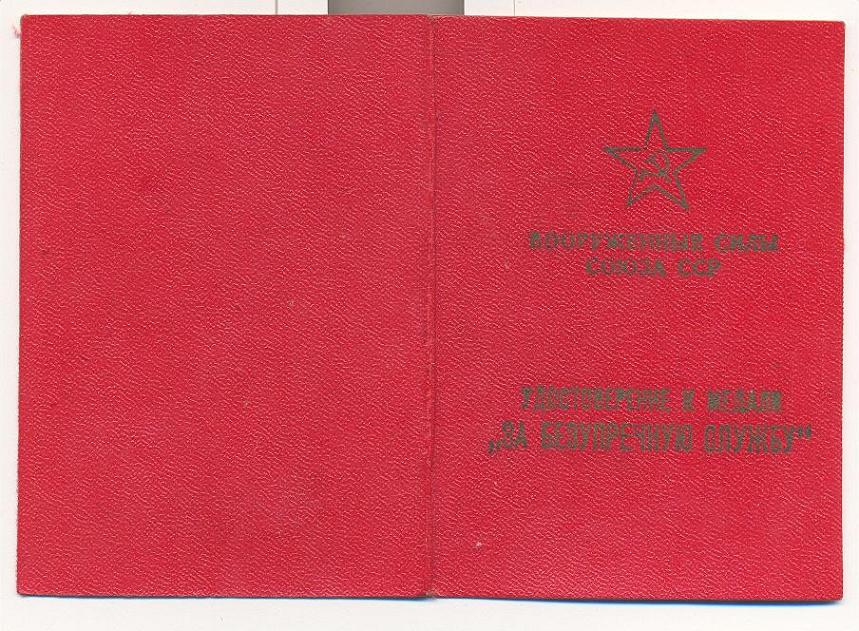 ВООРУЖЕННЫЕ СИЛЫ
СОЮЗА ССР
УДОСТОВЕРЕНИЕ К МЕДАЛИ
„ЗА БЕЗУПРЕЧНУЮ СЛУЖБУ“